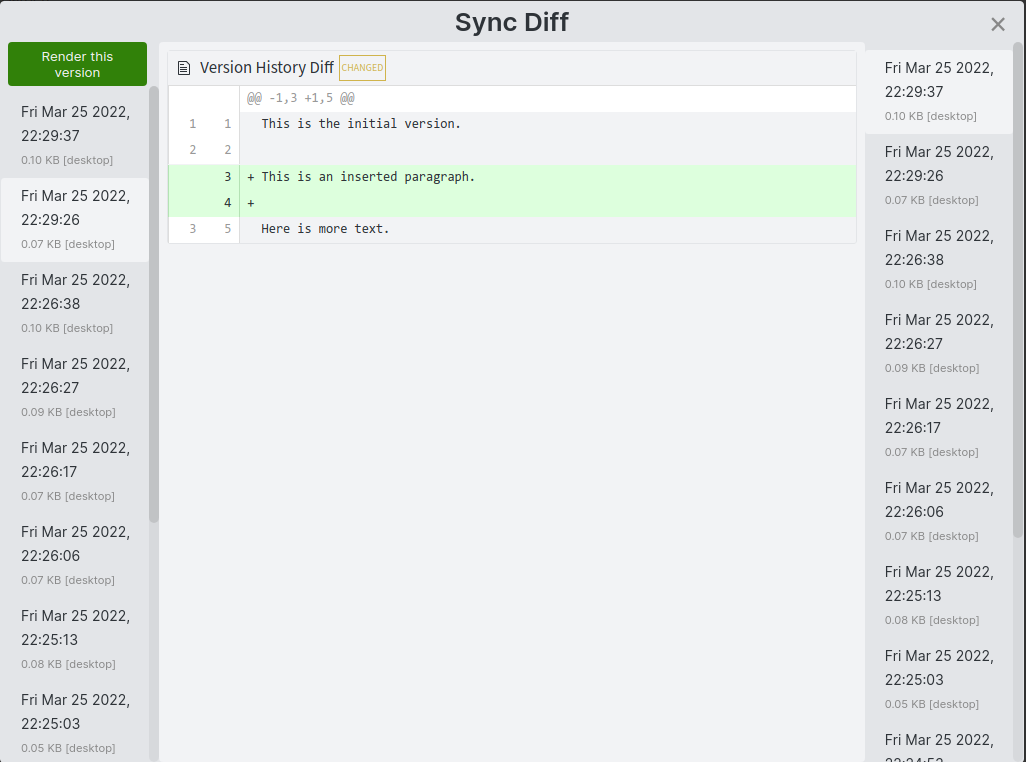 Sync Diff
Render this
version
Fri Mar 25 2022,
22:29:37
0.10 KB [desktop]
Fri Mar 25 2022,
22:29:26
0.07 KB [desktop]
Fri Mar 25 2022,
22:26:38
0.10 KB [desktop]
Fri Mar 25 2022,
22:26:27
0.09 KB [desktop]
Fri Mar 25 2022,
22:26:17
0.07 KB [desktop]
Fri Mar 25 2022,
22:26:06
0.07 KB [desktop]
Fri Mar 25 2022,
22:25:13
0.08 KB [desktop]
Fri Mar 25 2022,
22:25:03
0.05 KB [desktop]
Version History Diff CHANGED
@@ -1,3 +1,5 @@
1 1 This is the initial version.
2 2
3 + This is an inserted paragraph.
4 +
3 5 Here is more text.
Fri Mar 25 2022,
22:29:37
0.10 KB [desktop]
Fri Mar 25 2022,
22:29:26
0.07 KB [desktop]
Fri Mar 25 2022,
22:26:38
0.10 KB [desktop]
Fri Mar 25 2022,
22:26:27
0.09 KB [desktop]
Fri Mar 25 2022,
22:26:17
0.07 KB [desktop]
Fri Mar 25 2022,
22:26:06
0.07 KB [desktop]
Fri Mar 25 2022,
22:25:13
0.08 KB [desktop]
Fri Mar 25 2022,
22:25:03
0.05 KB [desktop]
Fri Mar 25 2022,